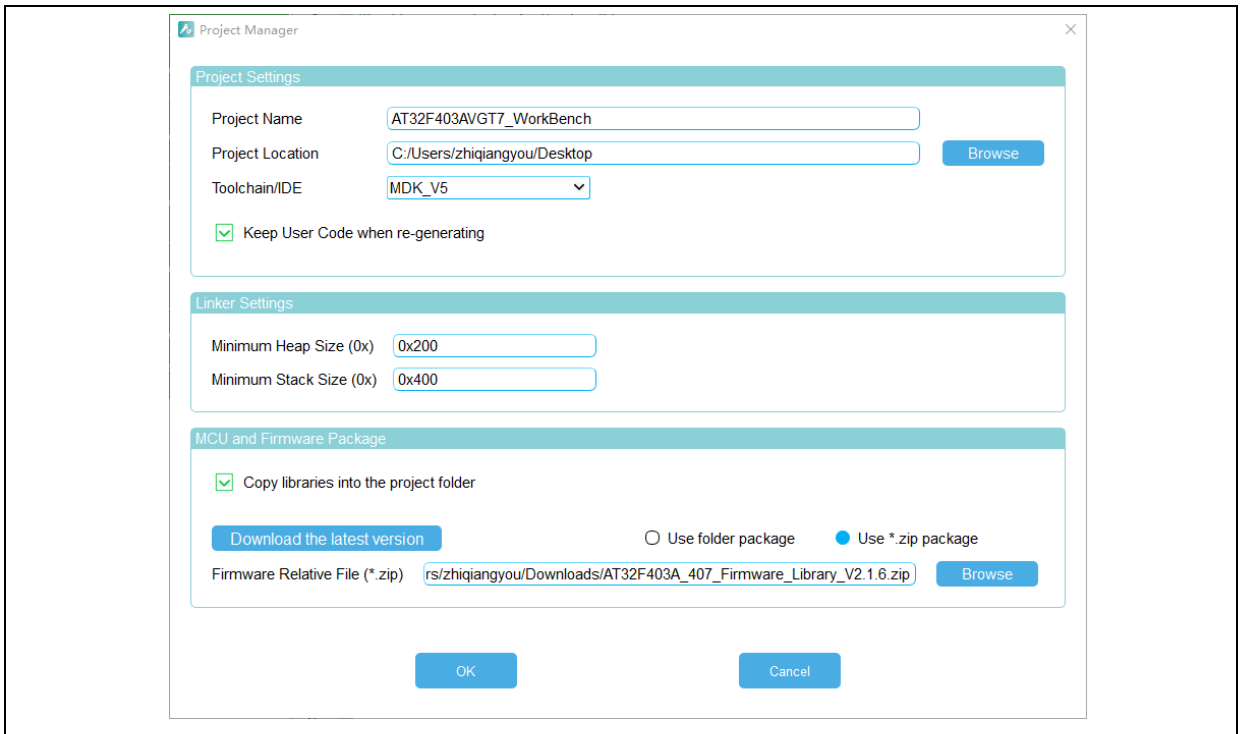 Project Manager
Project Settings
Project Name AT32F403AVGT7_WorkBench
Project Location C:/Users/zhiqiangyou/Desktop Browse
Toolchain/IDE MDK_V5
Keep User Code when re-generating
Linker Settings
Minimum Heap Size (0x) 0x200
Minimum Stack Size (0x) 0x400
MCU and Firmware Package
Copy libraries into the project folder
Download the latest version Use folder package Use *.zip package
Firmware Relative File (*.zip) rs/zhiqiangyou/Downloads/AT32F403A_407_Firmware_Library_V2.1.6.zip Browse
OK Cancel